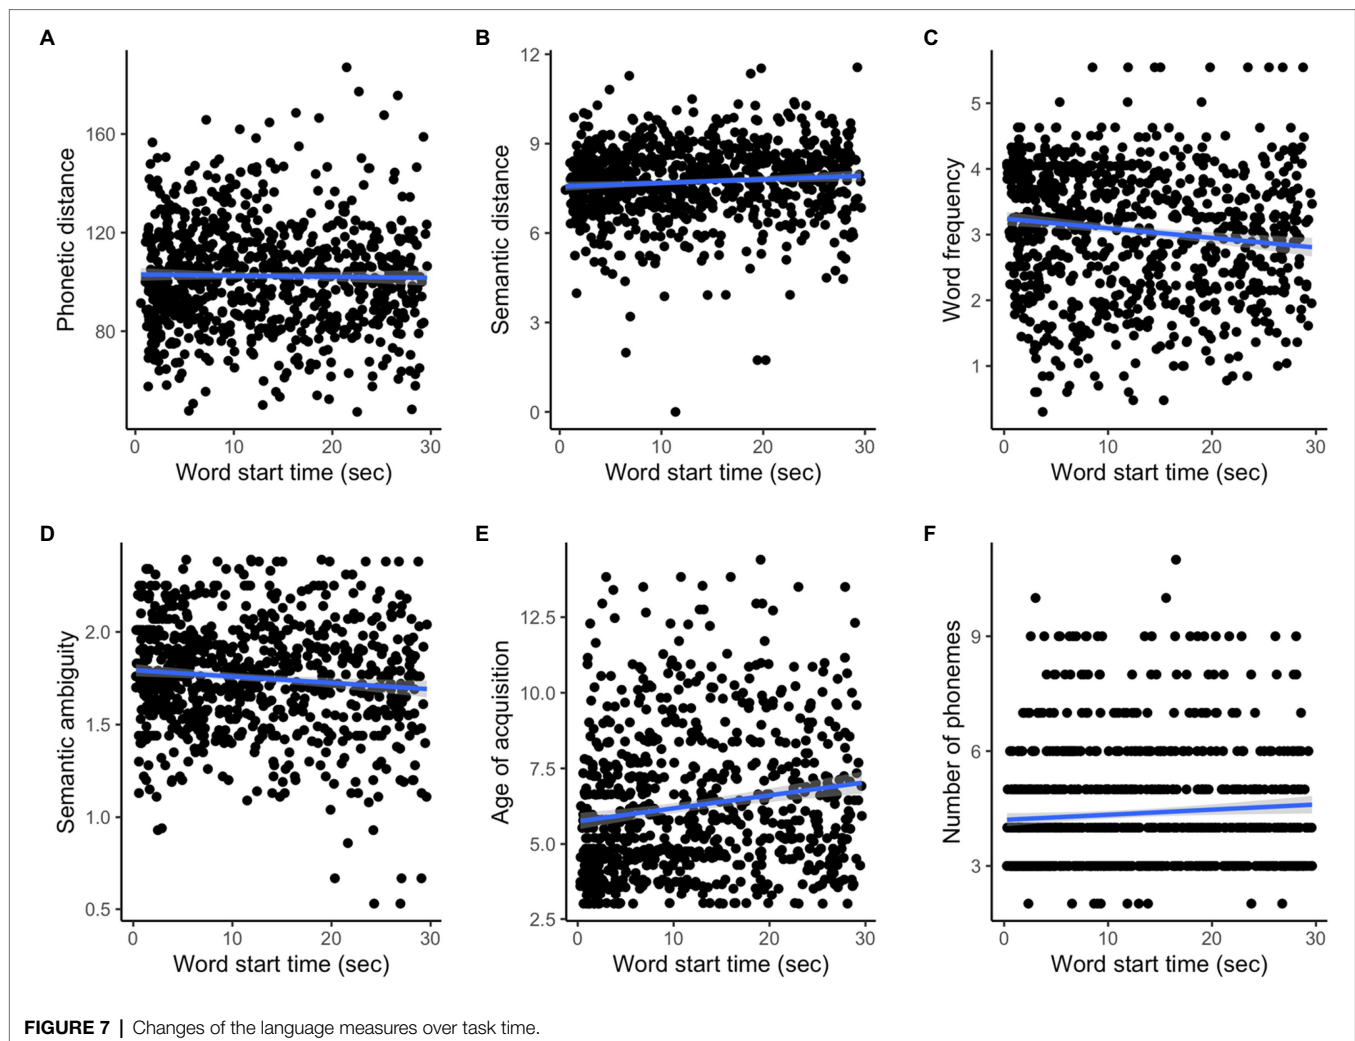 A
Phonetic distance
160
120
80
0 10 20 30
Word start time (sec)
B
Semantic distance
12
9
6
3
0
0 10 20 30
Word start time (sec)
C
Word frequency
5
4
3
2
1
0 10 20 30
Word start time (sec)
D
Semantic ambiguity
2.0
1.5
1.0
0.5
0 10 20 30
Word start time (sec)
E
Age of acquisition
12.5
10.0
7.5
5.0
2.5
0 10 20 30
Word start time (sec)
F
Number of phonemes
9
6
3
0 10 20 30
Word start time (sec)
FIGURE 7 | Changes of the language measures over task time.